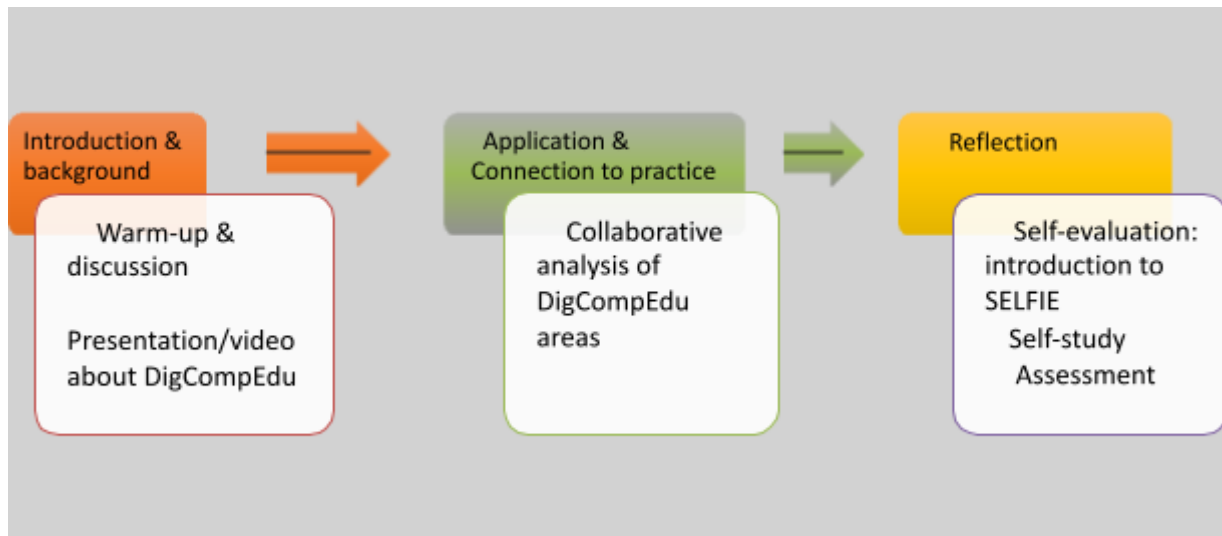 Introduction &
background
Warm-up &
discussion
Presentation/video
about DigCompEdu
Application &
Connection to practice
Collaborative
analysis of
DigCompEdu
areas
Reflection
Self-evaluation:
introduction to
SELFIE
Self-study
Assessment